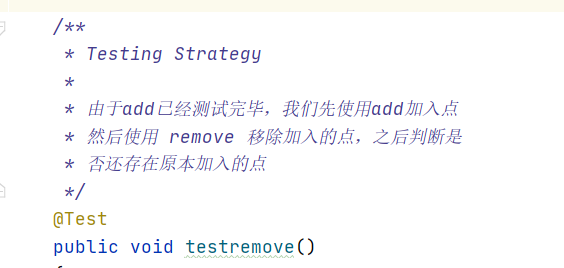 /**
* Testing Strategy
*
* 由于add已经测试完毕，我们先使用add加入点
* 然后使用 remove 移除加入的点，之后判断是
* 否还存在原本加入的点
*/
@Test
public void testremove()